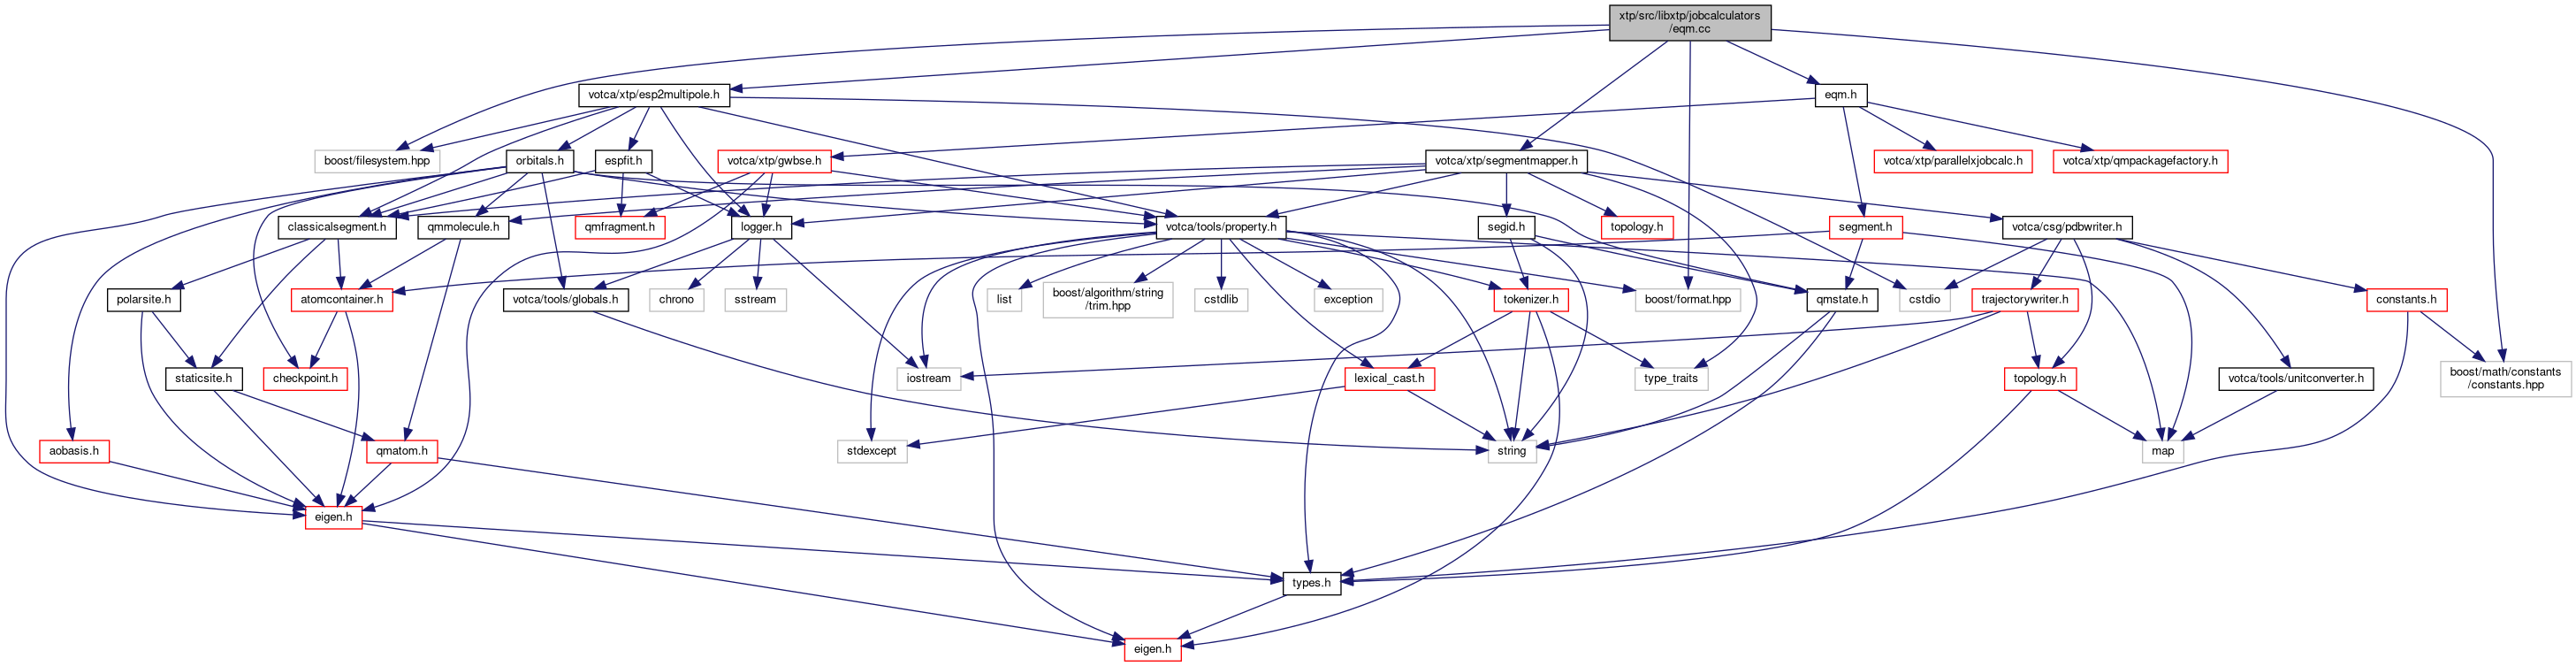 xtp/src/libxtp/jobcalculators
/eqm.cc
votca/xtp/esp2multipole.h
eqm.h
boost/filesystem.hpp
orbitals.h
espfit.h
votca/xtp/gwbse.h
votca/xtp/segmentmapper.h
votca/xtp/parallelxjobcalc.h
votca/xtp/qmpackagefactory.h
classicalsegment.h
qmmolecule.h
qmfragment.h
logger.h
votca/tools/property.h
segid.h
topology.h
segment.h
votca/csg/pdbwriter.h
polarsite.h
atomcontainer.h
votca/tools/globals.h
chrono
sstream
list
boost/algorithm/string
/trim.hpp
cstdlib
exception
tokenizer.h
boost/format.hpp
qmstate.h
cstdio
trajectorywriter.h
constants.h
staticsite.h
checkpoint.h
iostream
lexical_cast.h
type_traits
topology.h
votca/tools/unitconverter.h
boost/math/constants
/constants.hpp
aobasis.h
qmatom.h
stdexcept
string
map
eigen.h
types.h
eigen.h